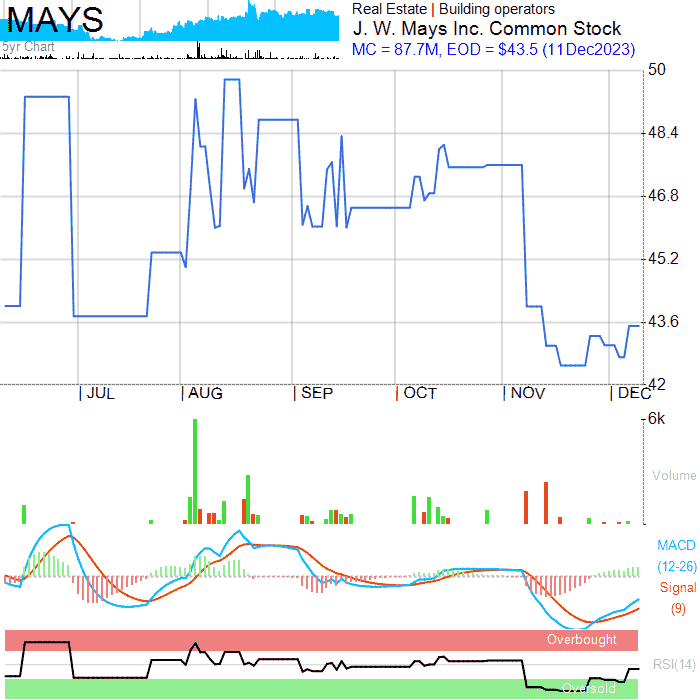 MAYS
5yr Chart
Real Estate | Building operators
J. W. Mays Inc. Common Stock
MC = 87.7M, EOD = $43.5 (11Dec2023)
50
48.4
46.8
45.2
43.6
42
JUL AUG SEP OCT NOV DEC
6k
Volume
MACD
(12-26)
Signal
(9)
Overbought
RSI(14)
Oversold